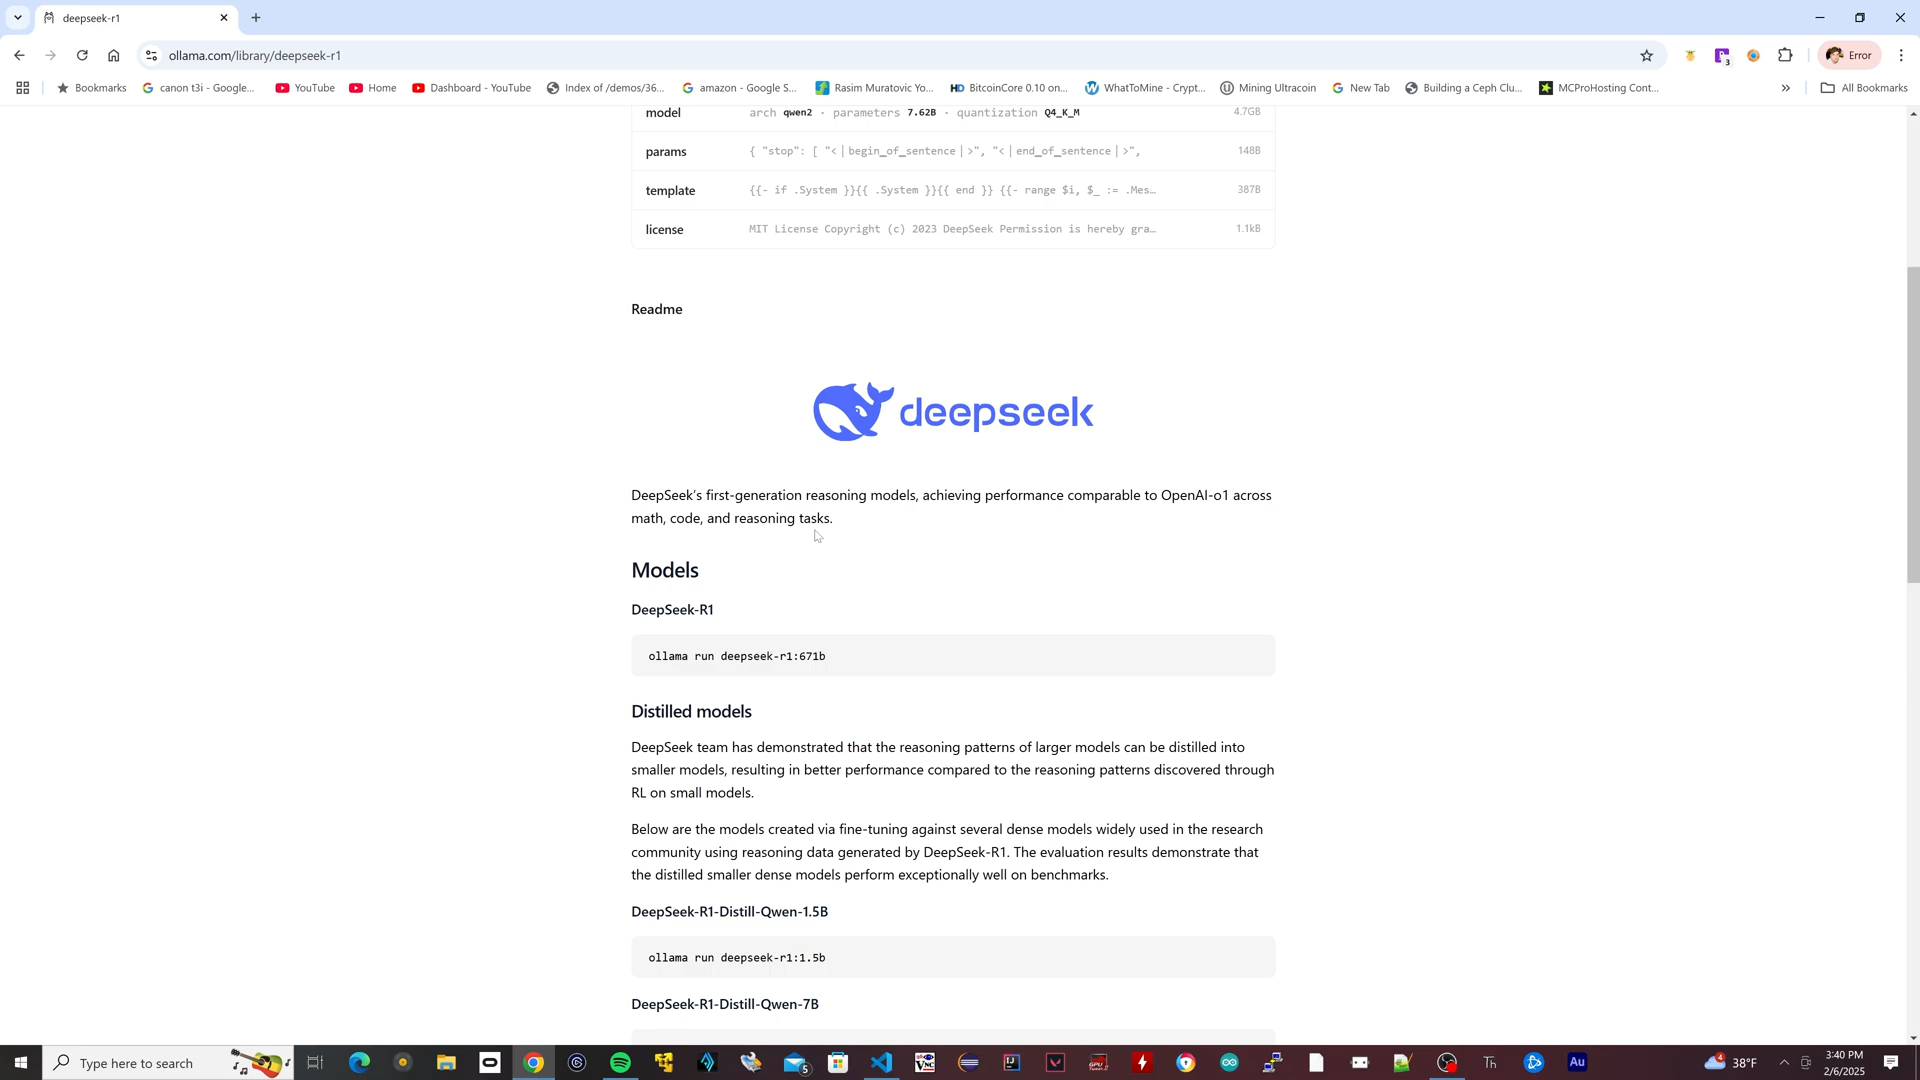 deepseek-r1
ollama.com/library/deepseek-r1
Error
Bookmarks
canon t3i - Google...
YouTube
Home
Dashboard - YouTube
Index of /demos/36...
amazon - Google S...
Rasim Muratovic Yo...
BitcoinCore 0.10 on...
WhatToMine - Crypt...
Mining Ultracoin
New Tab
Building a Ceph Clu...
MCProHosting Cont...
All Bookmarks
model arch qwen2 · parameters 7.62B · quantization Q4_K_M 4.7GB
params { "stop": [ "<｜begin_of_sentence｜>", "<｜end_of_sentence｜>", 148B
template {{- if .System }}{{ .System }}{{ end }} {{- range $i, $_ := .Mes… 387B
license MIT License Copyright (c) 2023 DeepSeek Permission is hereby gra… 1.1kB
Readme
deepseek
DeepSeek's first-generation reasoning models, achieving performance comparable to OpenAI-o1 across
math, code, and reasoning tasks.
Models
DeepSeek-R1
ollama run deepseek-r1:671b
Distilled models
DeepSeek team has demonstrated that the reasoning patterns of larger models can be distilled into
smaller models, resulting in better performance compared to the reasoning patterns discovered through
RL on small models.
Below are the models created via fine-tuning against several dense models widely used in the research
community using reasoning data generated by DeepSeek-R1. The evaluation results demonstrate that
the distilled smaller dense models perform exceptionally well on benchmarks.
DeepSeek-R1-Distill-Qwen-1.5B
ollama run deepseek-r1:1.5b
DeepSeek-R1-Distill-Qwen-7B
Type here to search
5
Th
Au
4
38°F
3:40 PM
2/6/2025